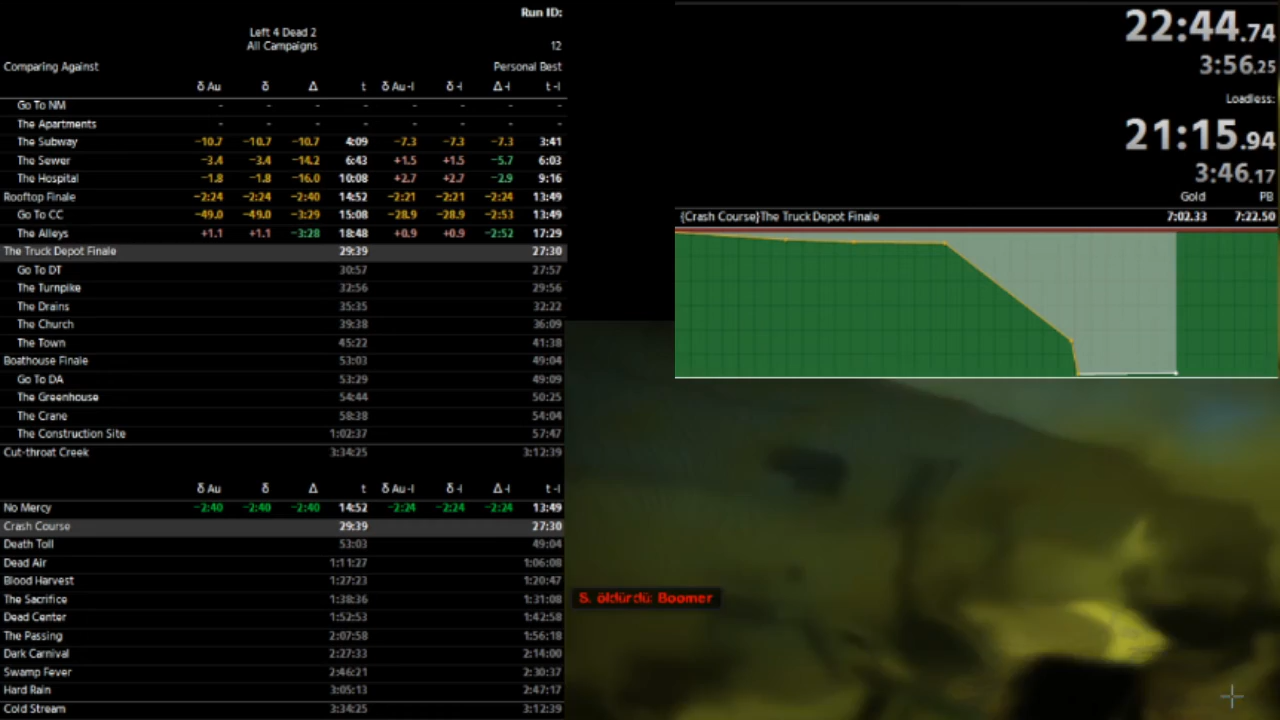 Run ID:
Left 4 Dead 2
All Campaigns
12
Comparing Against Personal Best
δ Au δ Δ t δ Au-l δ -l Δ -l t -l
Go To NM - - - - - - - -
The Apartments - - - - - - - -
The Subway −10.7 −10.7 −10.7 4:09 −7.3 −7.3 −7.3 3:41
The Sewer −3.4 −3.4 −14.2 6:43 +1.5 +1.5 −5.7 6:03
The Hospital −1.8 −1.8 −16.0 10:08 +2.7 +2.7 −2.9 9:16
Rooftop Finale −2:24 −2:24 −2:40 14:52 −2:21 −2:21 −2:24 13:49
Go To CC −49.0 −49.0 −3:29 15:08 −28.9 −28.9 −2:53 13:49
The Alleys +1.1 +1.1 −3:28 18:48 +0.9 +0.9 −2:52 17:29
The Truck Depot Finale 29:39 27:30
Go To DT 30:57 27:57
The Turnpike 32:56 29:56
The Drains 35:35 32:22
The Church 39:38 36:09
The Town 45:22 41:38
Boathouse Finale 53:03 49:04
Go To DA 53:29 49:09
The Greenhouse 54:44 50:25
The Crane 58:38 54:04
The Construction Site 1:02:37 57:47
Cut-throat Creek 3:34:25 3:12:39
δ Au δ Δ t δ Au-l δ -l Δ -l t -l
No Mercy −2:40 −2:40 −2:40 14:52 −2:24 −2:24 −2:24 13:49
Crash Course 29:39 27:30
Death Toll 53:03 49:04
Dead Air 1:11:27 1:06:08
Blood Harvest 1:27:23 1:20:47
The Sacrifice 1:38:36 1:31:08
Dead Center 1:52:53 1:42:58
The Passing 2:07:58 1:56:18
Dark Carnival 2:27:33 2:14:00
Swamp Fever 2:46:21 2:30:37
Hard Rain 3:05:13 2:47:17
Cold Stream 3:34:25 3:12:39
22:44.74
3:56.25
Loadless:
21:15.94
3:46.17
Gold PB
{Crash Course}The Truck Depot Finale 7:02.33 7:22.50
S. öldürdü: Boomer